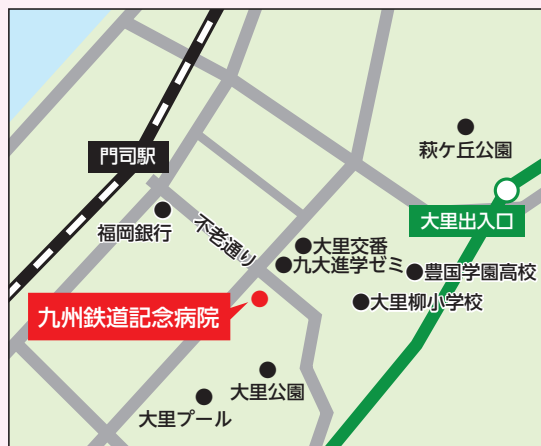 門司駅
萩ケ丘公園
大里出入口
福岡銀行
不老通り
大里交番
九大進学ゼミ
豊国学園高校
大里柳小学校
九州鉄道記念病院
大里公園
大里プール